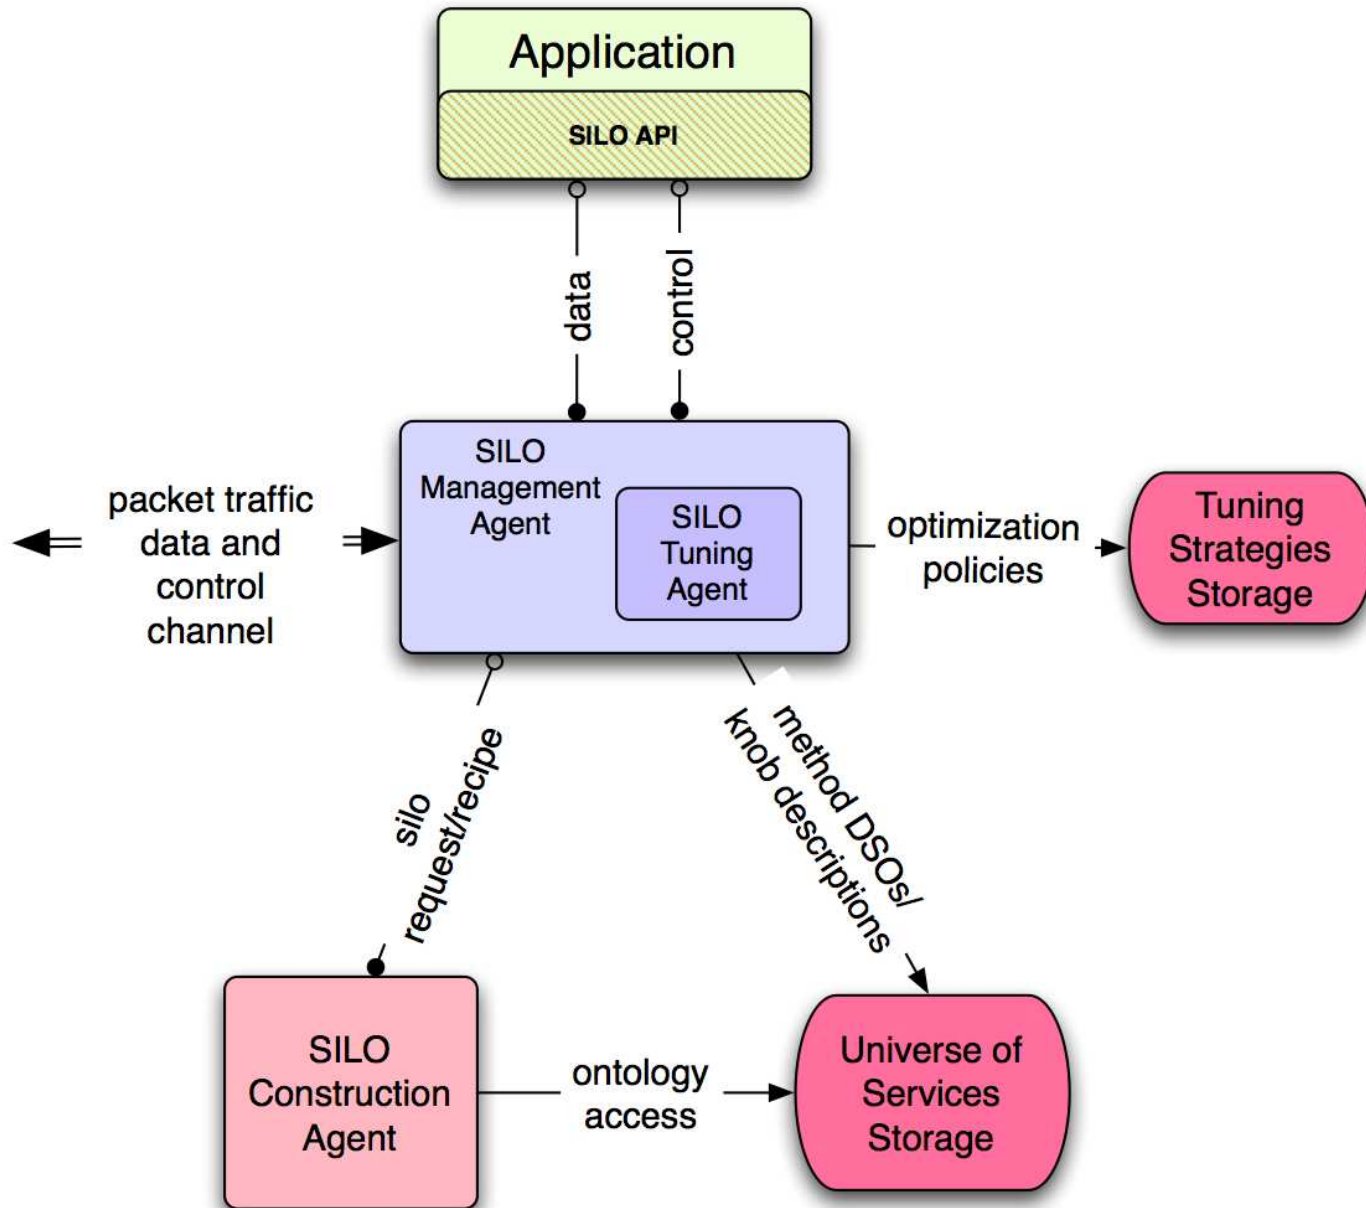 Application
SILO API
data
control
SILO
Management
Agent
SILO
Tuning
Agent
packet traffic
data and
control
channel
optimization
policies
Tuning
Strategies
Storage
silo
request/recipe
method DSOs/
knob descriptions
SILO
Construction
Agent
ontology
access
Universe of
Services
Storage